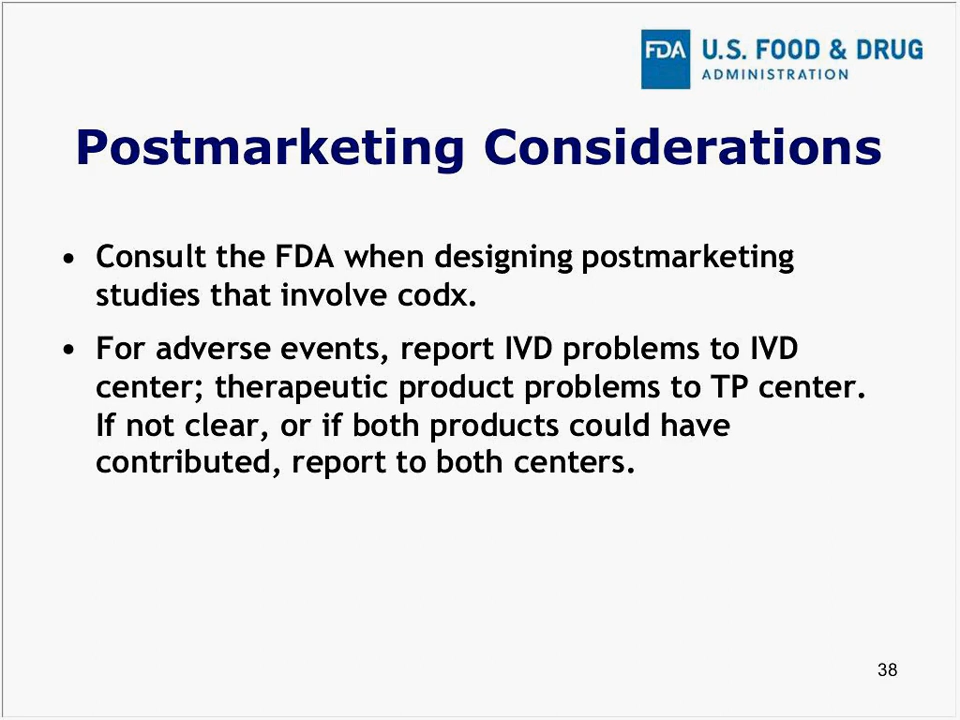 FDA U.S. FOOD & DRUG
ADMINISTRATION
Postmarketing Considerations
• Consult the FDA when designing postmarketing
studies that involve codx.
• For adverse events, report IVD problems to IVD
center; therapeutic product problems to TP center.
If not clear, or if both products could have
contributed, report to both centers.
38